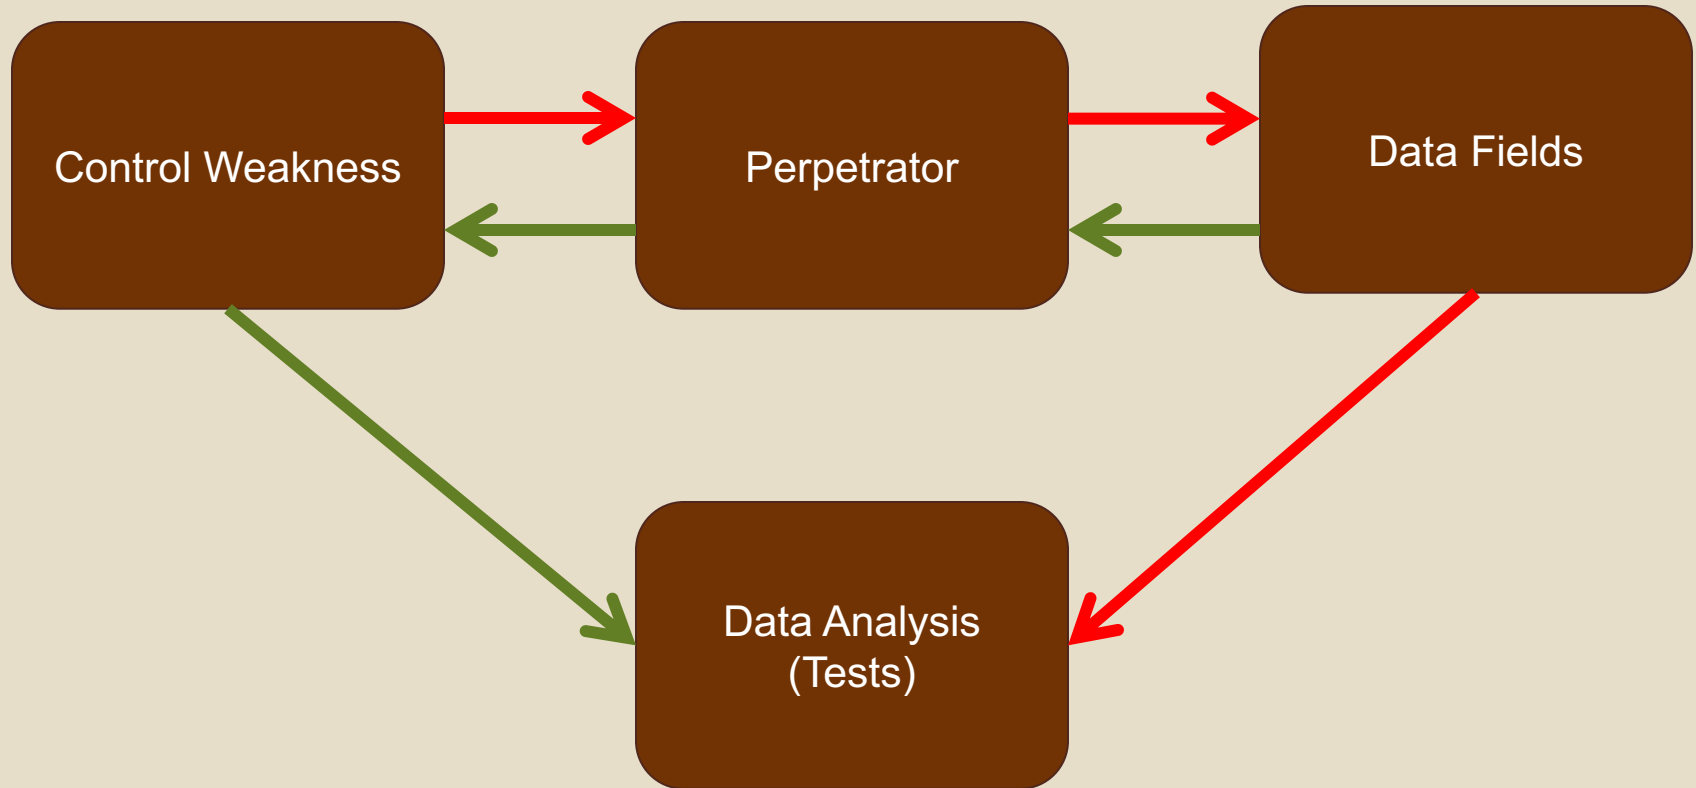 Control Weakness
Perpetrator
Data Fields
Data Analysis
(Tests)